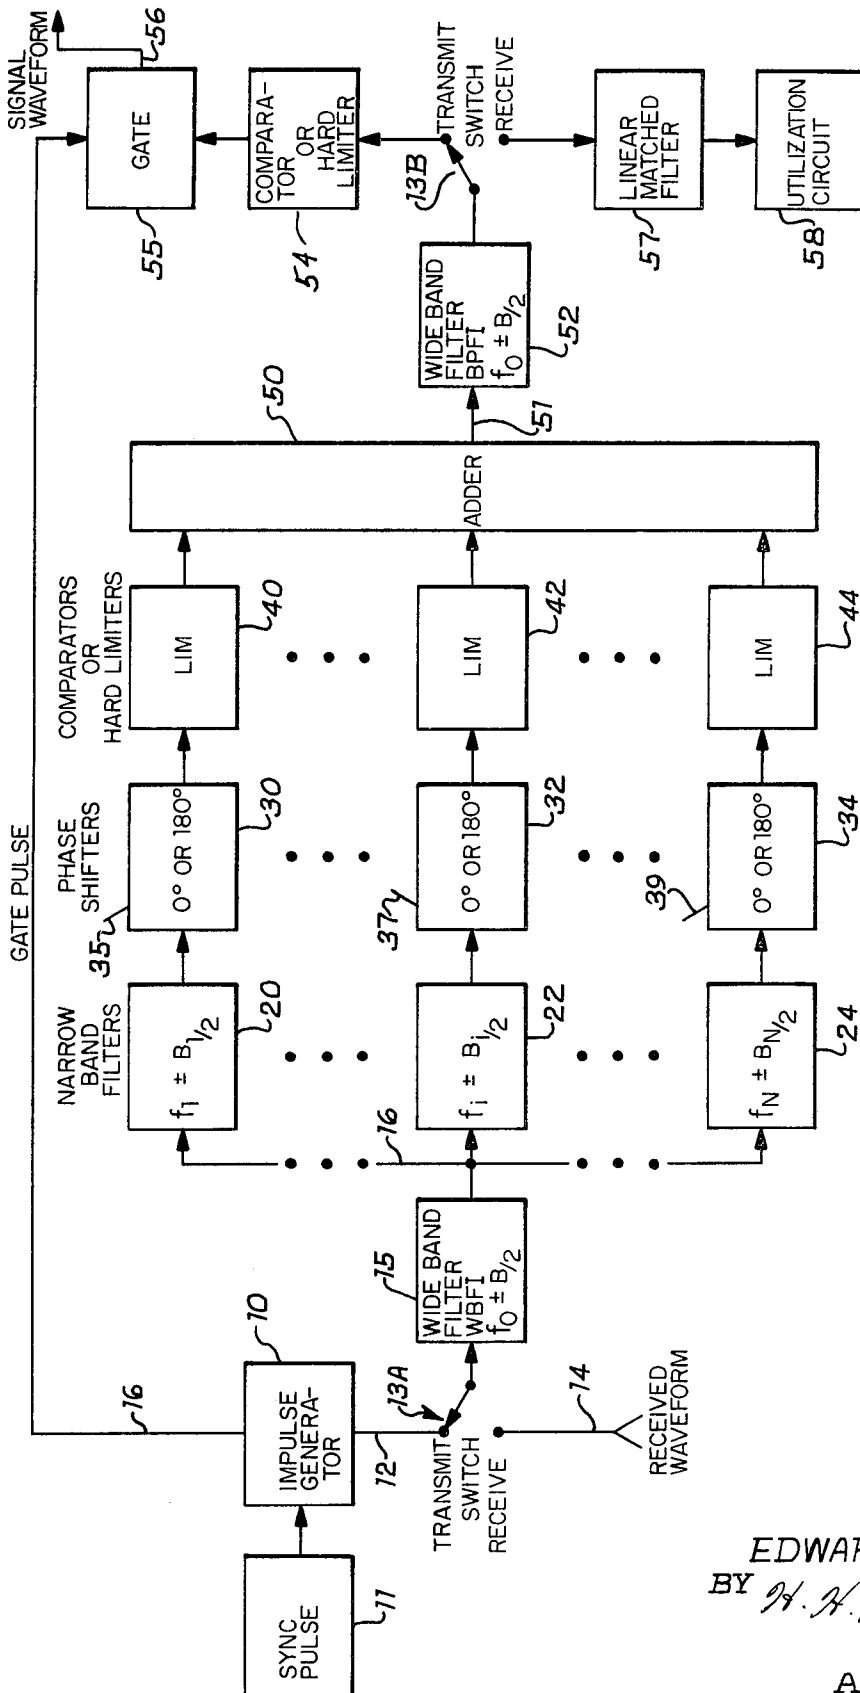 GATE PULSE
16
SYNC
PULSE
11
IMPULSE
GENERA-
TOR
10
12
TRANSMIT
SWITCH
RECEIVE
13A
14
RECEIVED
WAVEFORM
WIDE BAND
FILTER
WBFI
f0 ± B/2
15
16
NARROW
BAND
FILTERS
f1 ± B1/2
20
fi ± Bi/2
22
fN ± BN/2
24
PHASE
SHIFTERS
35
0° OR 180°
30
37
0° OR 180°
32
39
0° OR 180°
34
COMPARATORS
OR
HARD LIMITERS
LIM
40
LIM
42
LIM
44
ADDER
50
51
WIDE BAND
FILTER
BPFI
f0 ± B/2
52
13B
TRANSMIT
SWITCH
RECEIVE
COMPARA-
TOR OR
HARD
LIMITER
54
GATE
55
SIGNAL
WAVEFORM
56
LINEAR
MATCHED
FILTER
57
UTILIZATION
CIRCUIT
58
BY